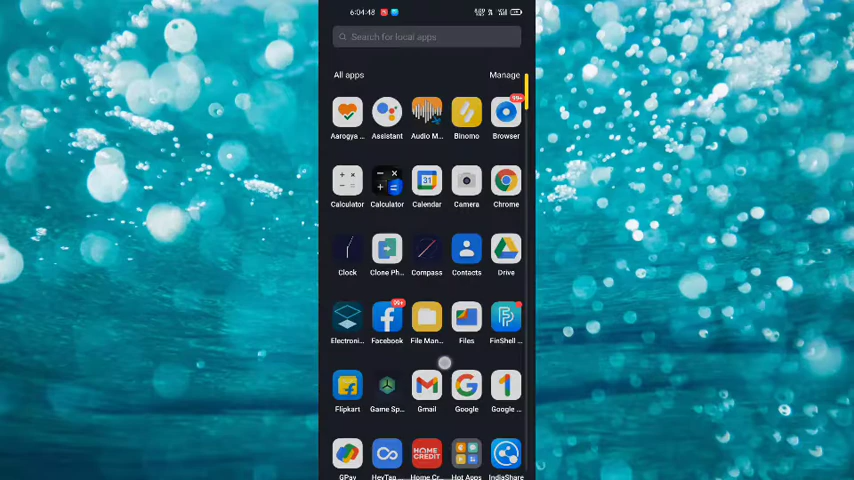 6:04:48
Search for local apps
All apps Manage
99+
Aarogya ... Assistant Audio M... Binomo Browser
31
Calculator Calculator Calendar Camera Chrome
Clock Clone Ph... Compass Contacts Drive
99+
Electroni... Facebook File Man... Files FinShell ...
Flipkart Game Sp... Gmail Google Google ...
HOME CREDIT
GPay HeyTap ... Home Cr... Hot Apps IndiaShare